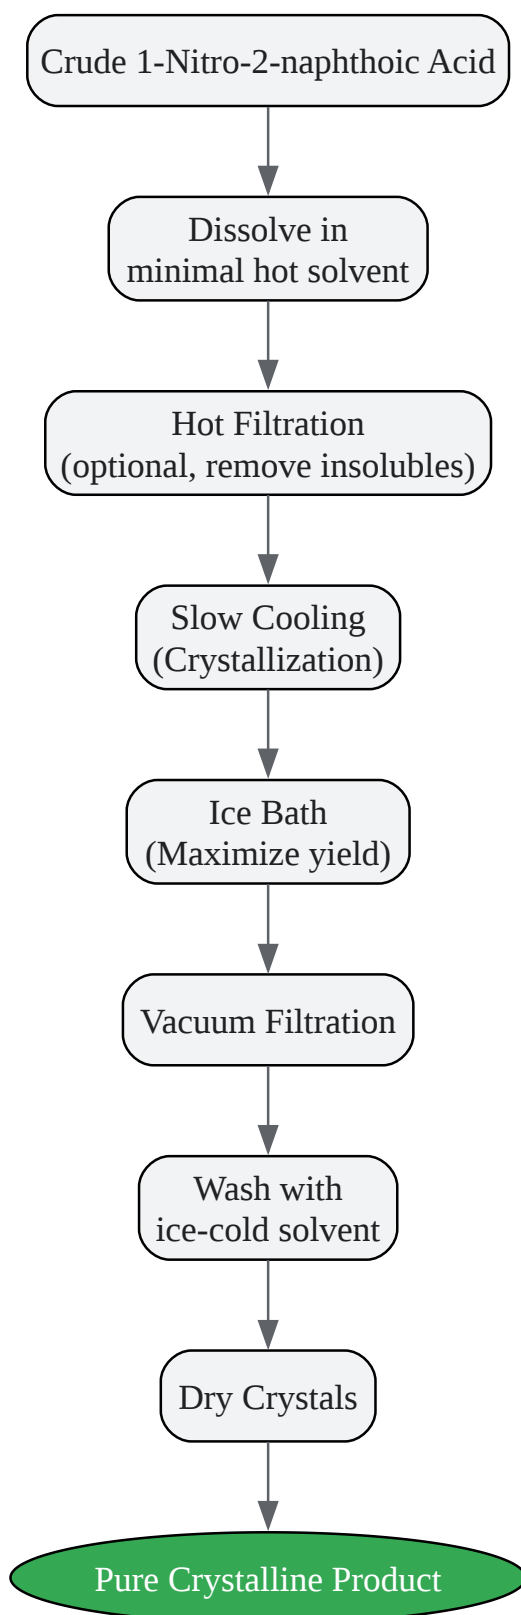 Crude 1-Nitro-2-naphthoic Acid
Dissolve in
minimal hot solvent
Hot Filtration
(optional, remove insolubles)
Slow Cooling
(Crystallization)
Ice Bath
(Maximize yield)
Vacuum Filtration
Wash with
ice-cold solvent
Dry Crystals
Pure Crystalline Product